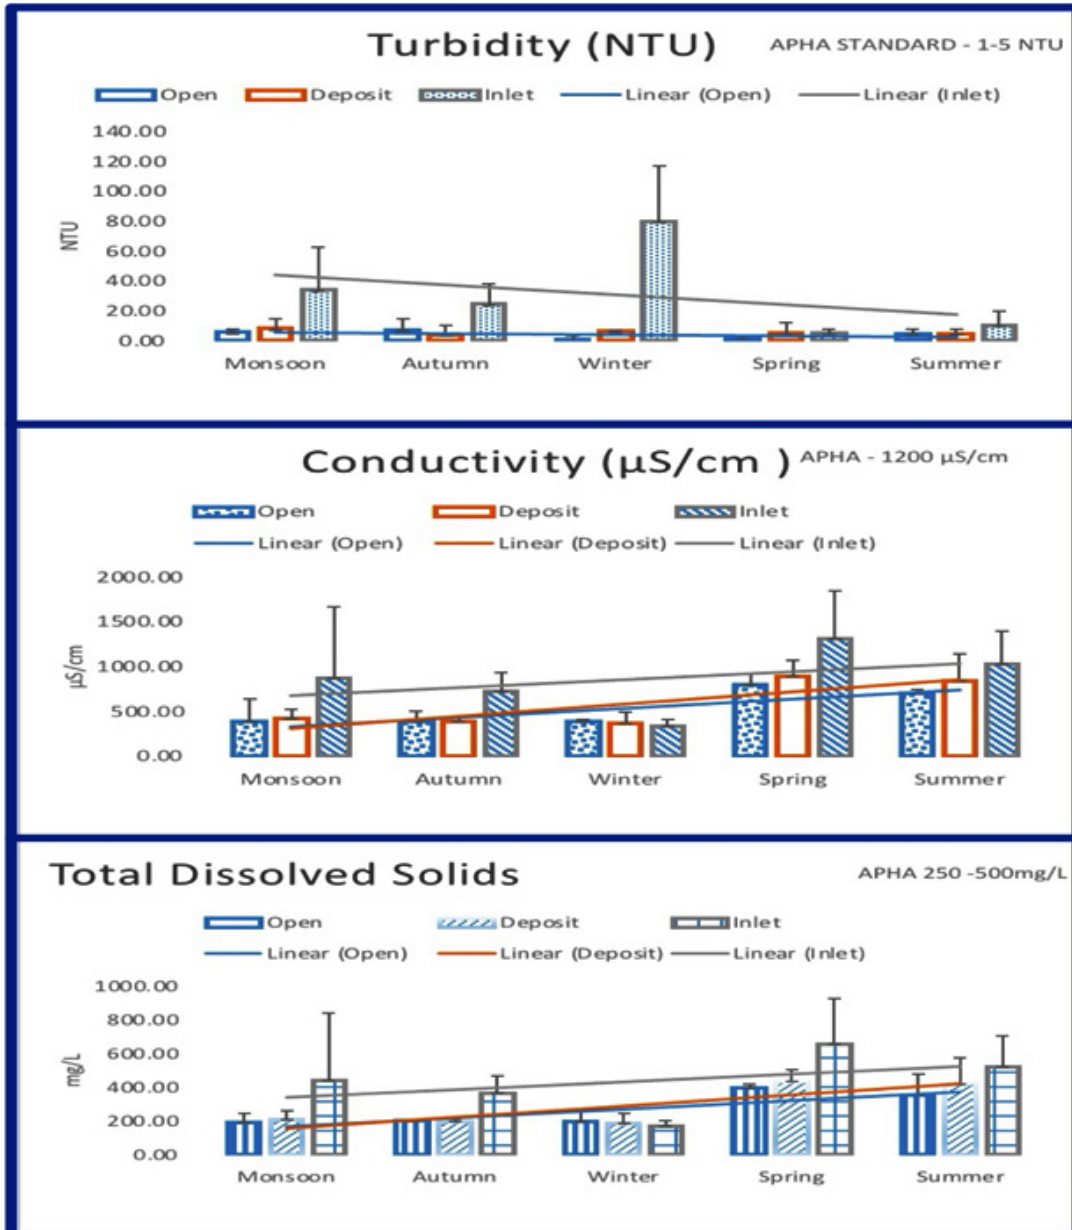 Turbidity (NTU) APHA STANDARD - 1-5 NTU
Open Deposit Inlet Linear (Open) Linear (Inlet)
140.00
120.00
100.00
80.00
60.00
40.00
20.00
0.00
NTU
Monsoon Autumn Winter Spring Summer
Conductivity (μS/cm ) APHA - 1200 μS/cm
Open Deposit Inlet
Linear (Open) Linear (Deposit) Linear (Inlet)
2000.00
1500.00
1000.00
500.00
0.00
μS/cm
Monsoon Autumn Winter Spring Summer
Total Dissolved Solids APHA 250 -500mg/L
Open Deposit Inlet
Linear (Open) Linear (Deposit) Linear (Inlet)
1000.00
800.00
600.00
400.00
200.00
0.00
mg/L
Monsoon Autumn Winter Spring Summer